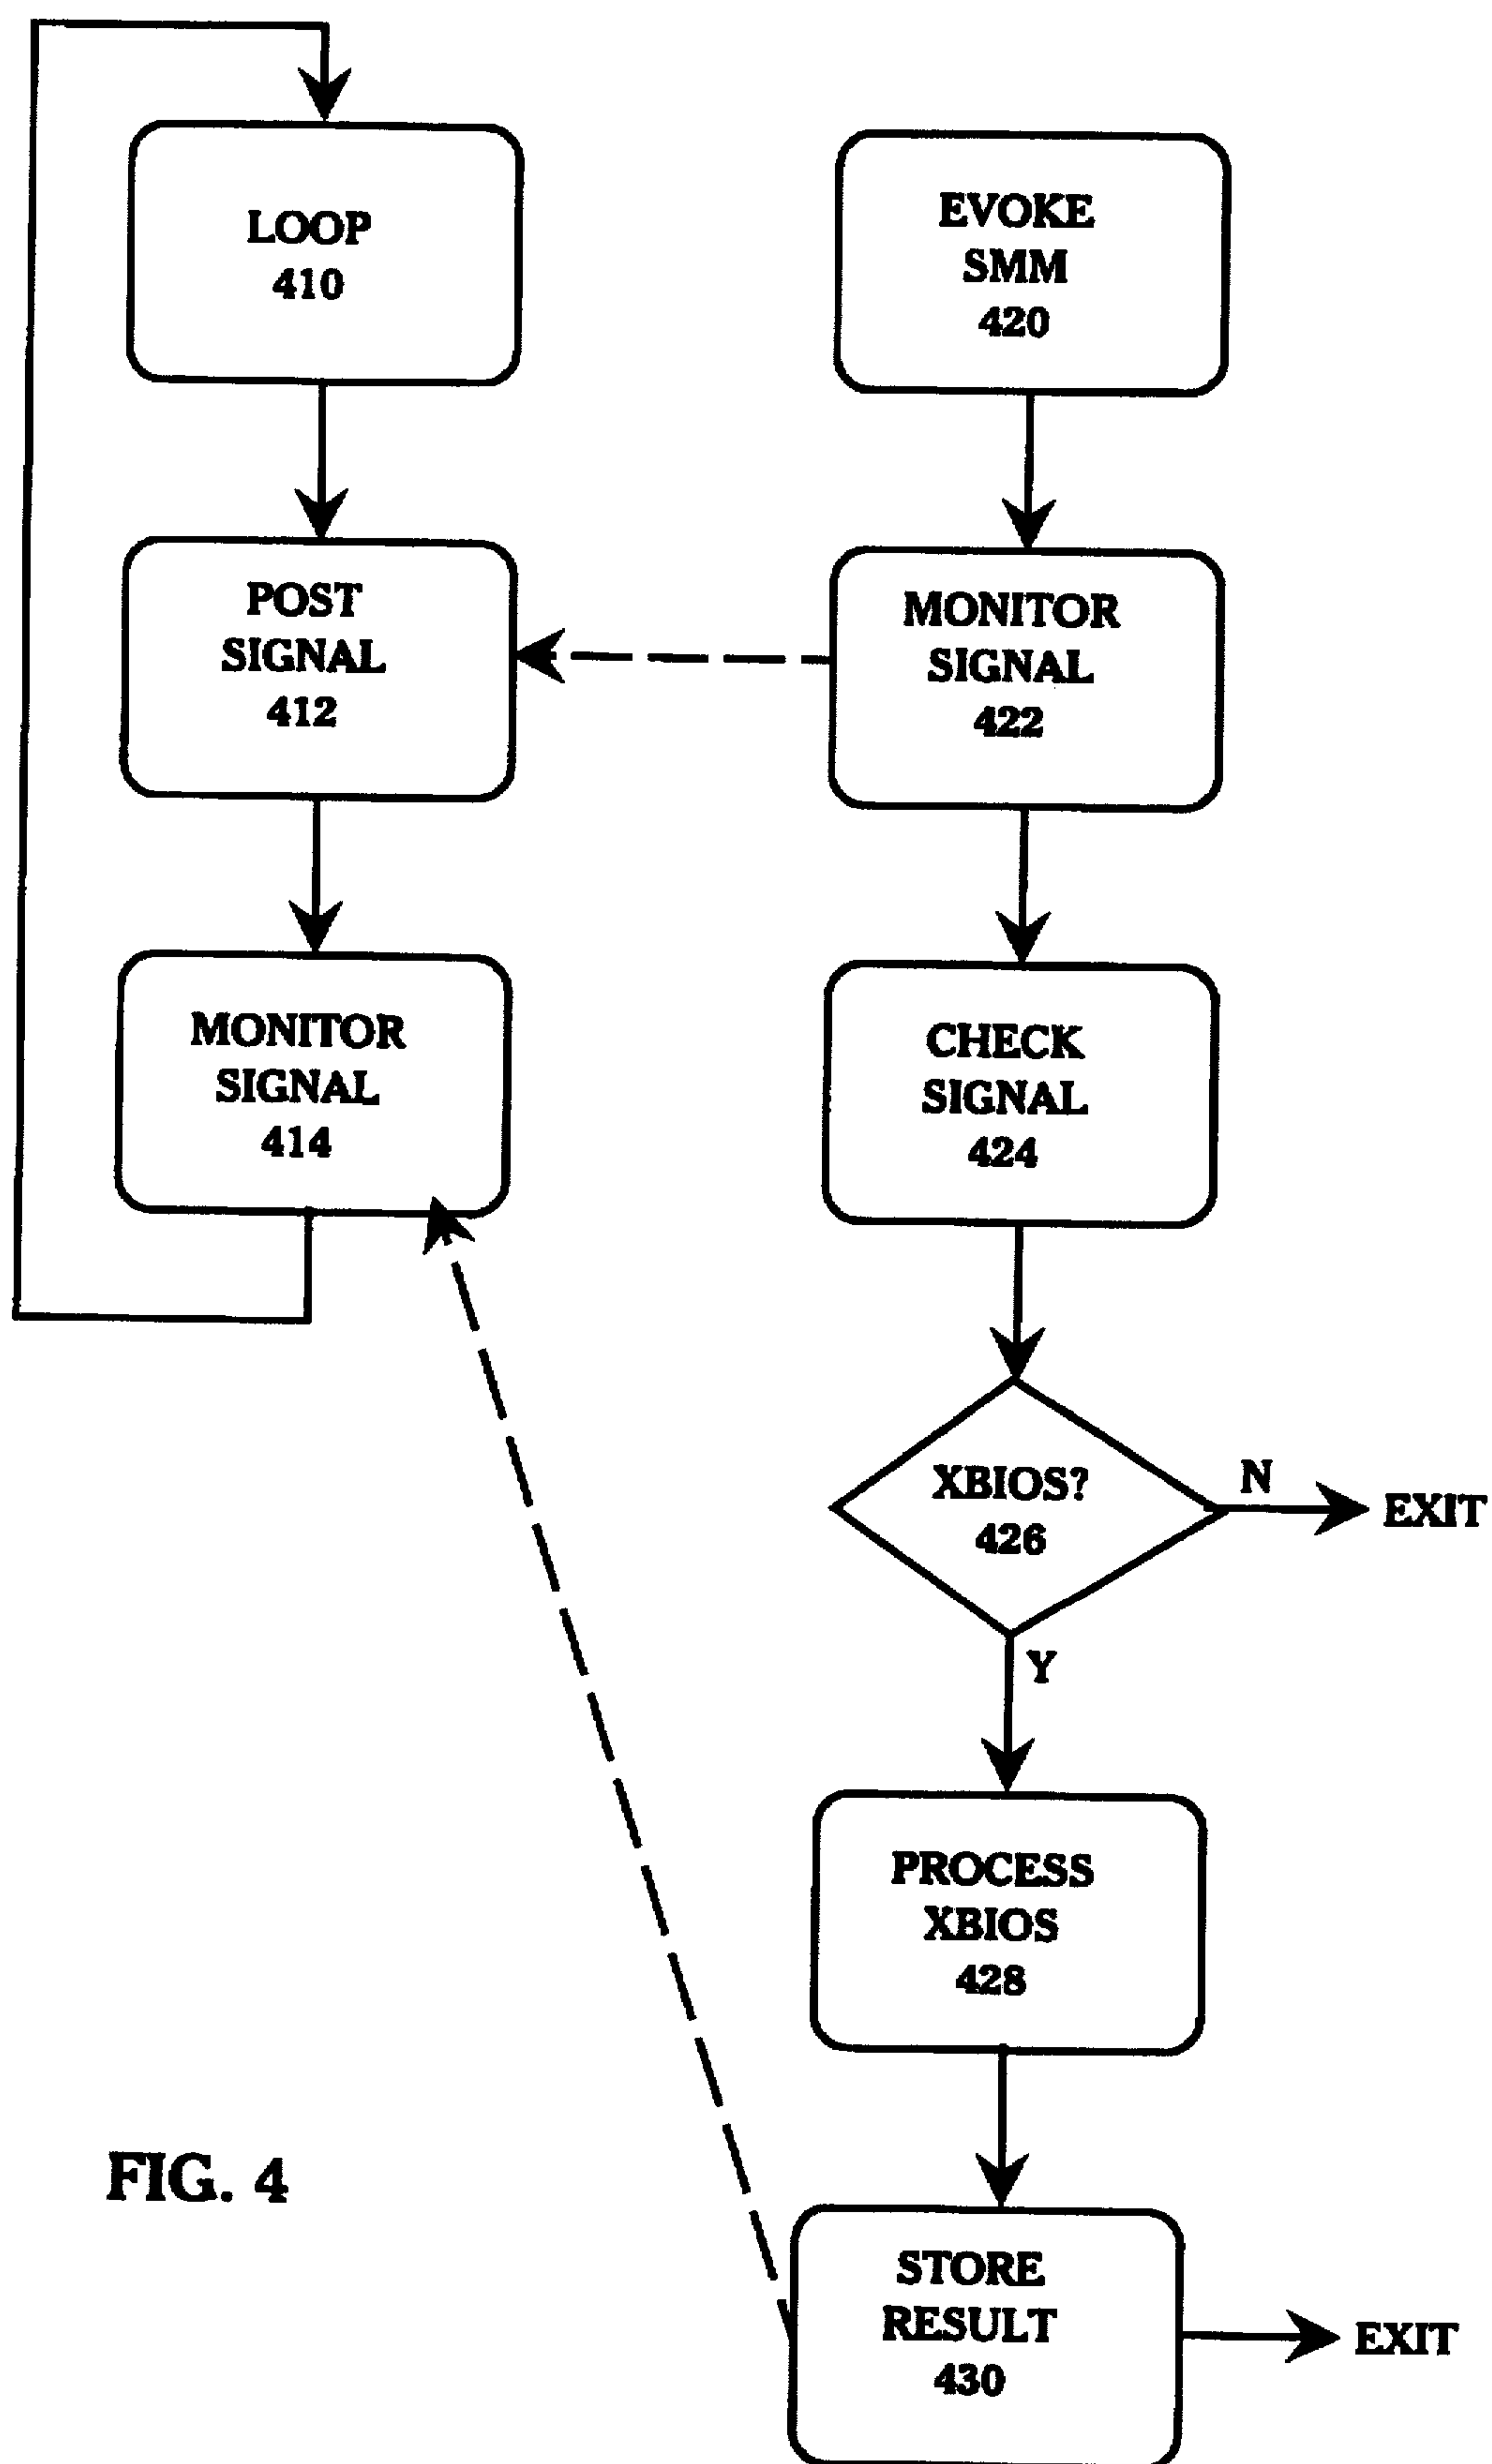 LOOP
410
POST
SIGNAL
412
MONITOR
SIGNAL
414
EVOKE
SMM
420
MONITOR
SIGNAL
422
CHECK
SIGNAL
424
XBIOS?
426
N
EXIT
Y
PROCESS
XBIOS
428
STORE
RESULT
430
EXIT
FIG. 4